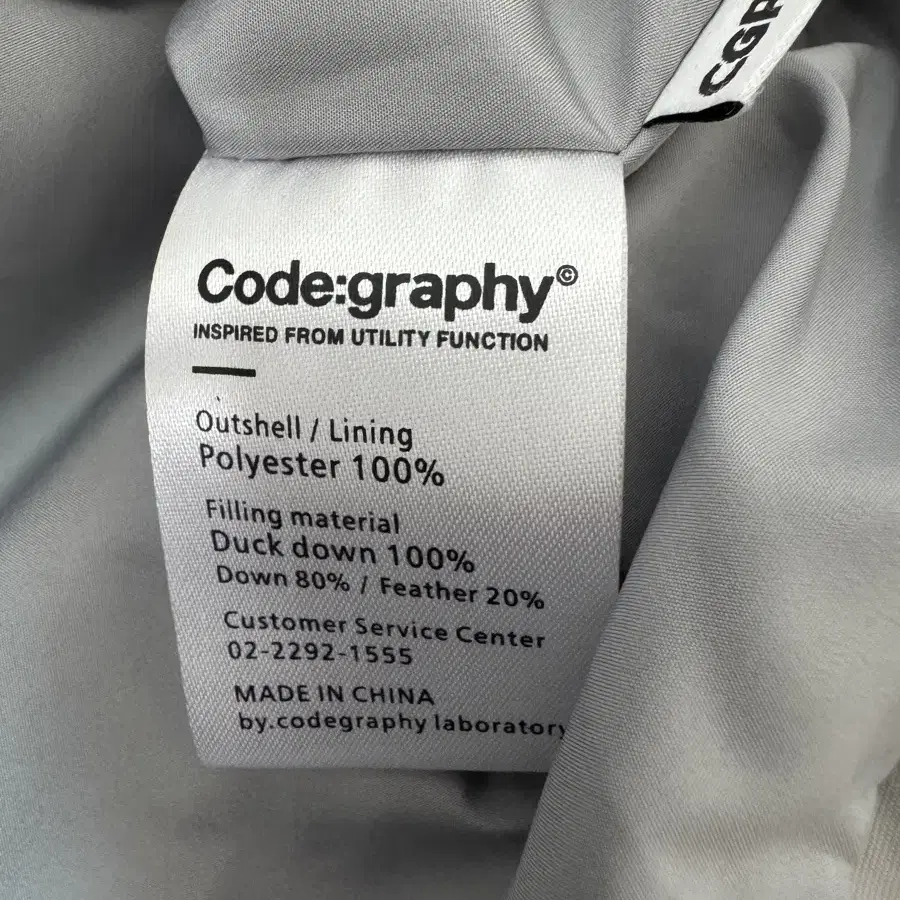 CGP
Code:graphy©
INSPIRED FROM UTILITY FUNCTION
Outshell / Lining
Polyester 100%
Filling material
Duck down 100%
Down 80% / Feather 20%
Customer Service Center
02-2292-1555
MADE IN CHINA
by.codegraphy laboratory